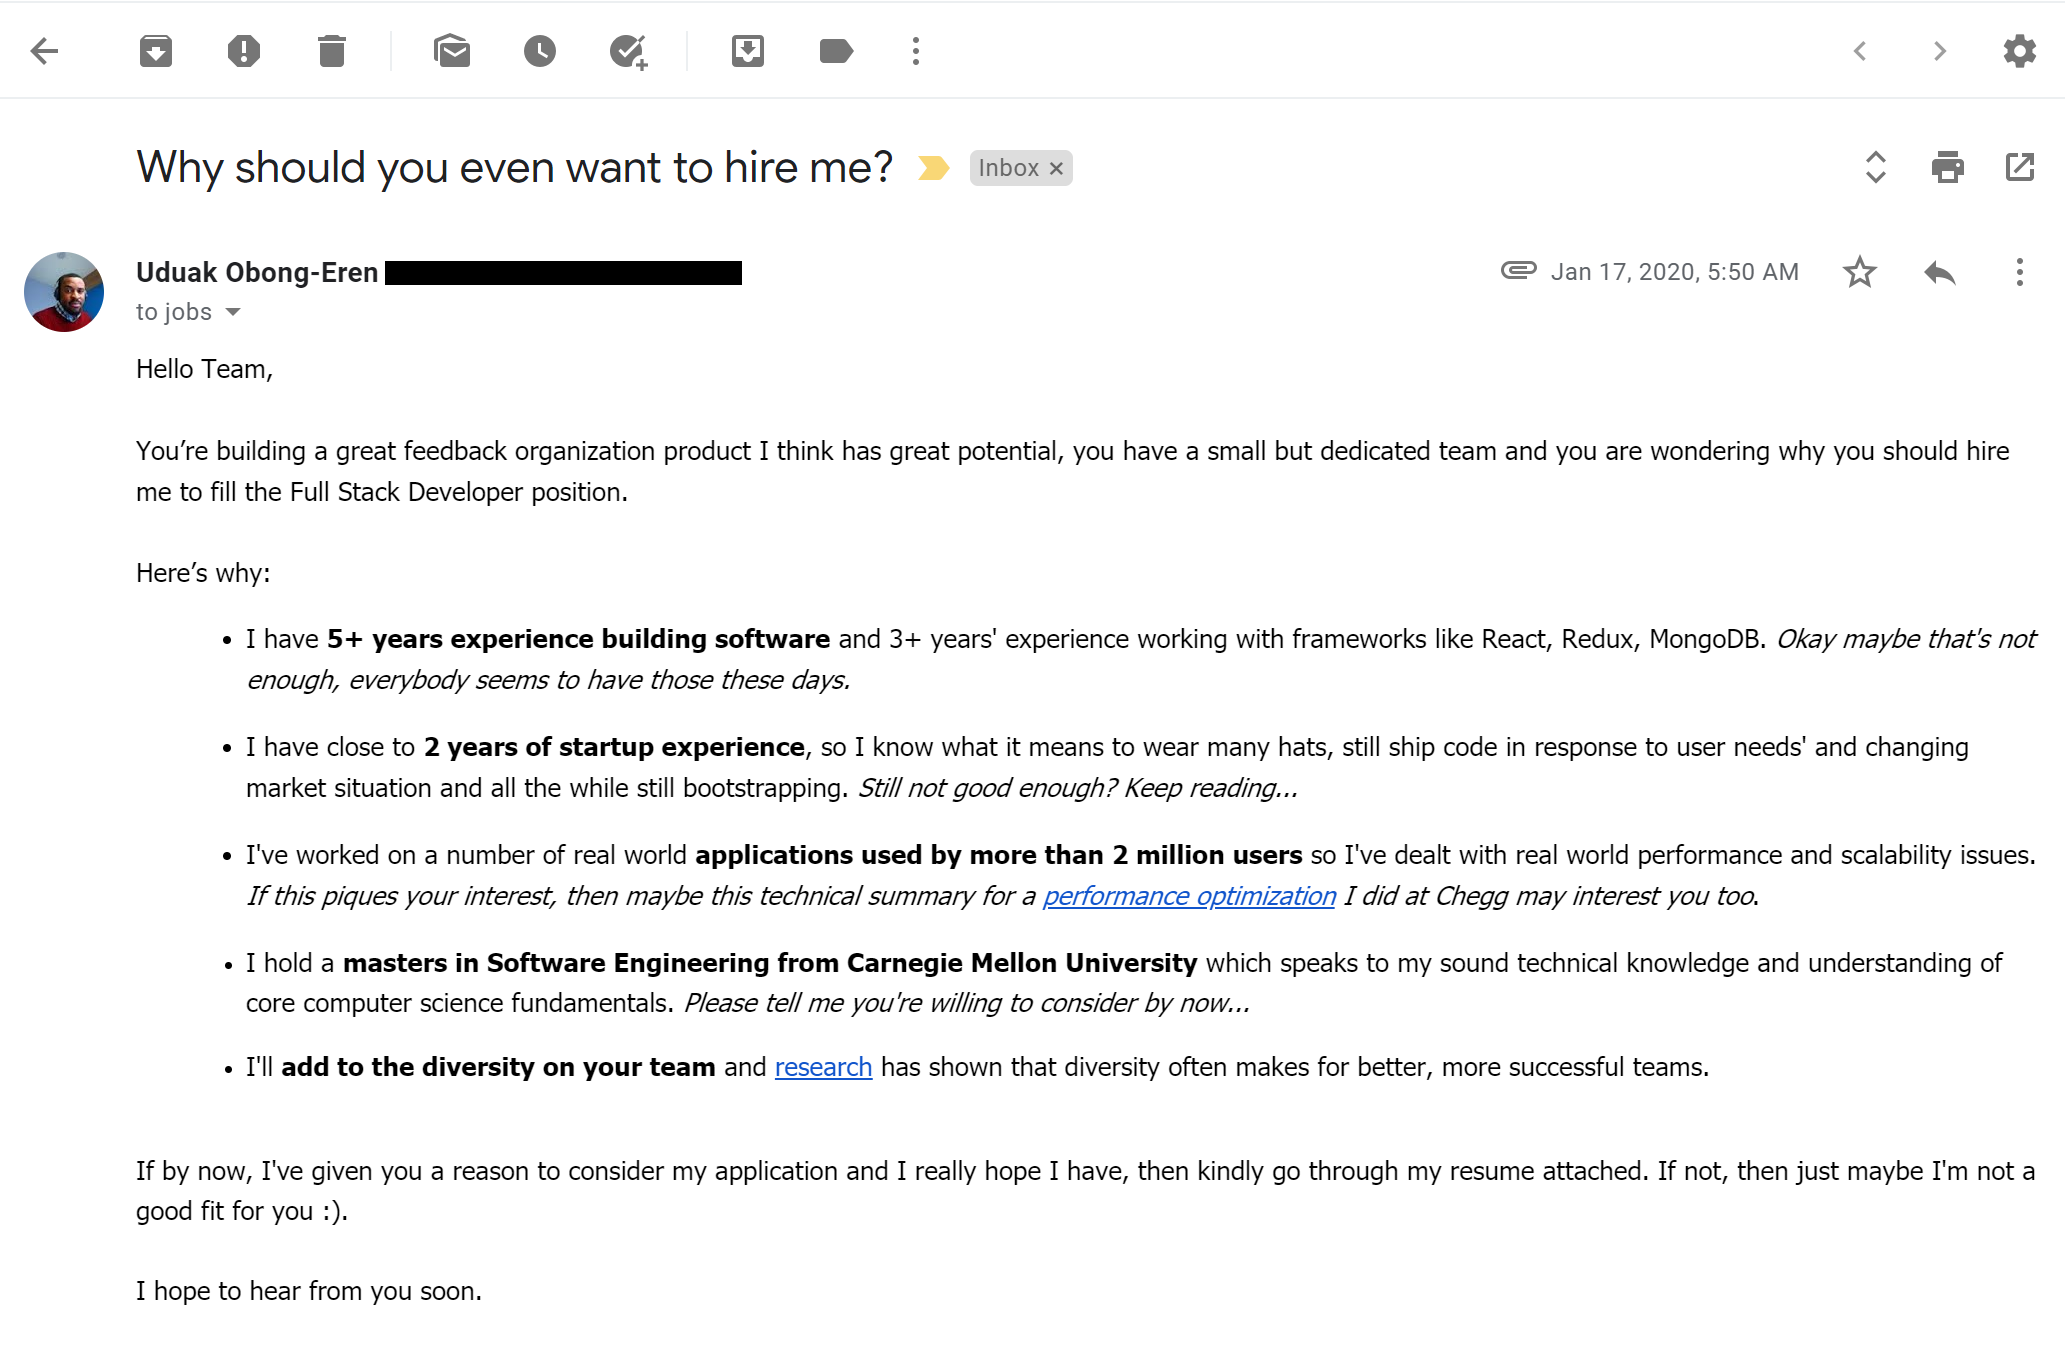 Why should you even want to hire me? Inbox ×
Uduak Obong-Eren Jan 17, 2020, 5:50 AM
to jobs
Hello Team,
You’re building a great feedback organization product I think has great potential, you have a small but dedicated team and you are wondering why you should hire
me to fill the Full Stack Developer position.
Here’s why:
• I have 5+ years experience building software and 3+ years' experience working with frameworks like React, Redux, MongoDB. Okay maybe that's not
enough, everybody seems to have those these days.
• I have close to 2 years of startup experience, so I know what it means to wear many hats, still ship code in response to user needs' and changing
market situation and all the while still bootstrapping. Still not good enough? Keep reading...
• I've worked on a number of real world applications used by more than 2 million users so I've dealt with real world performance and scalability issues.
If this piques your interest, then maybe this technical summary for a performance optimization I did at Chegg may interest you too.
• I hold a masters in Software Engineering from Carnegie Mellon University which speaks to my sound technical knowledge and understanding of
core computer science fundamentals. Please tell me you're willing to consider by now...
• I'll add to the diversity on your team and research has shown that diversity often makes for better, more successful teams.
If by now, I've given you a reason to consider my application and I really hope I have, then kindly go through my resume attached. If not, then just maybe I'm not a
good fit for you :).
I hope to hear from you soon.